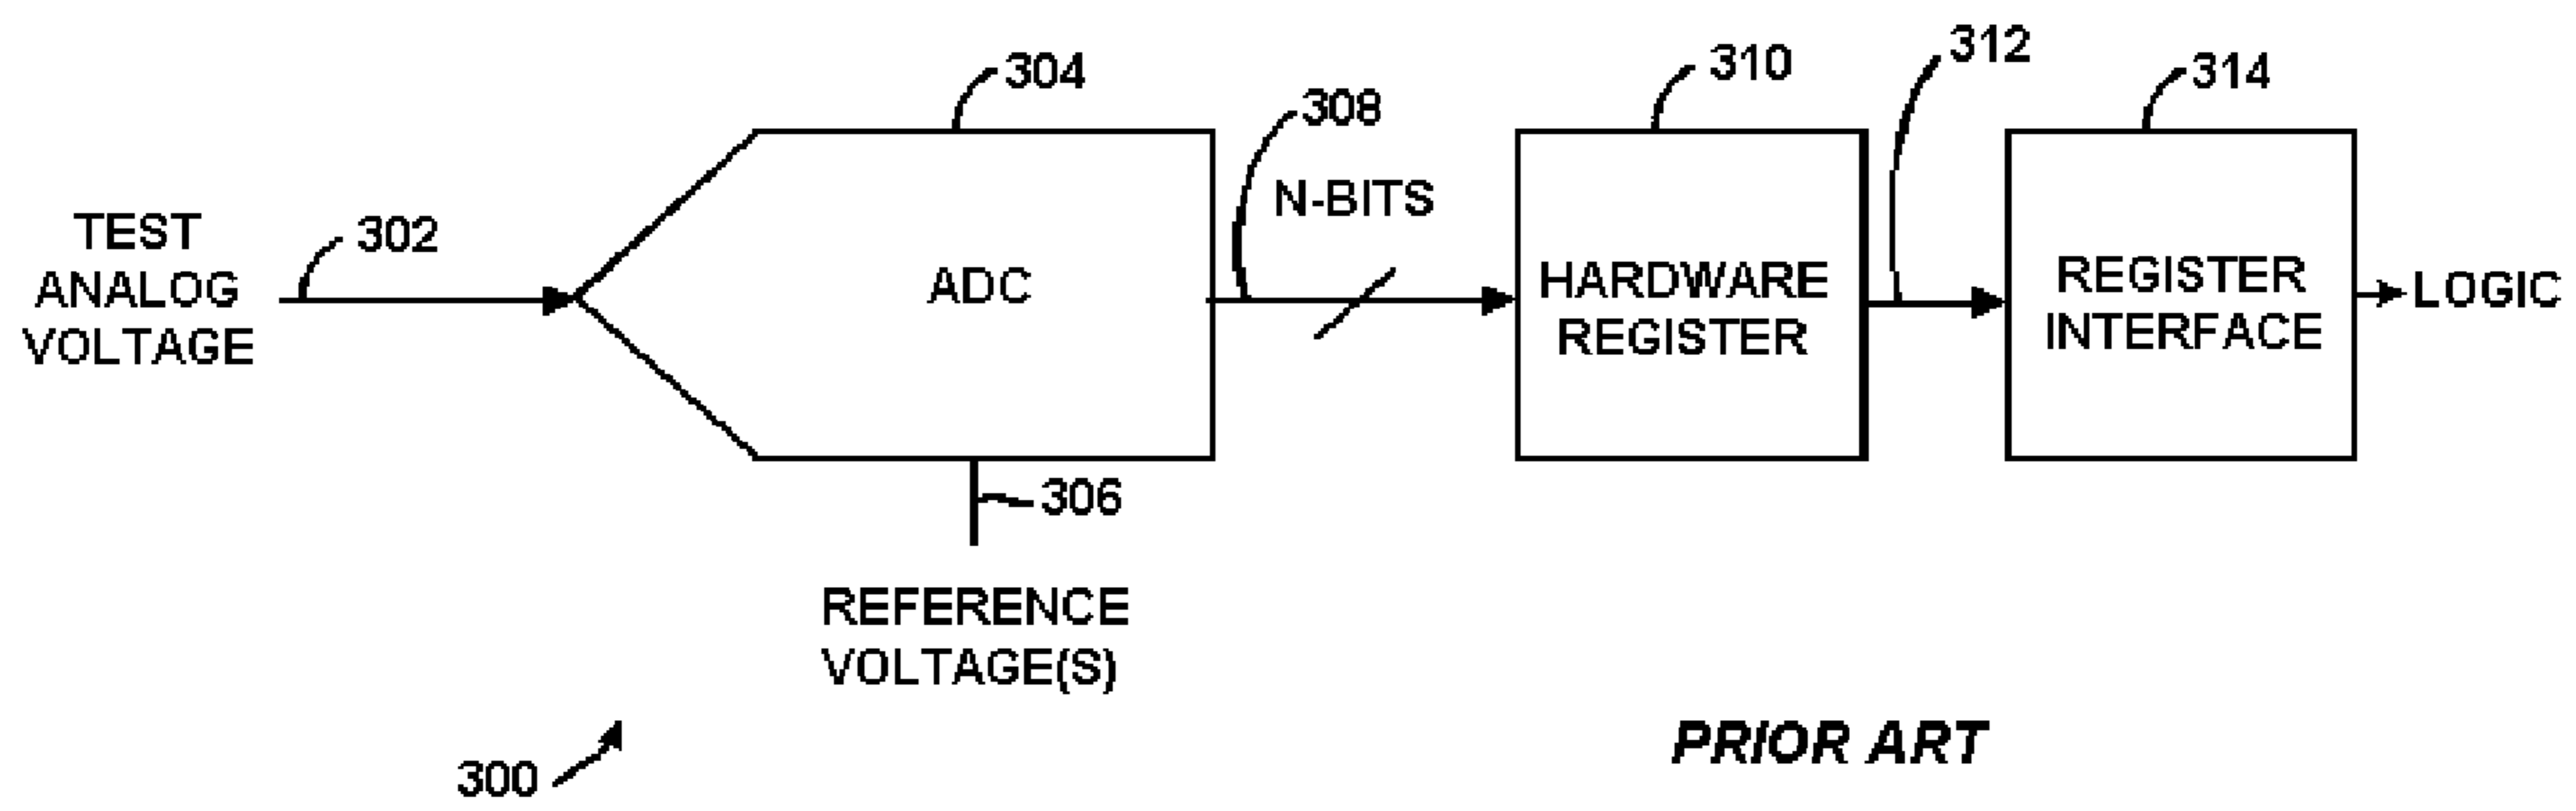 304
308
310
312
314
N-BITS
TEST
ANALOG
VOLTAGE
302
ADC
HARDWARE
REGISTER
REGISTER
INTERFACE
LOGIC
306
REFERENCE
VOLTAGE(S)
300
PRIOR ART